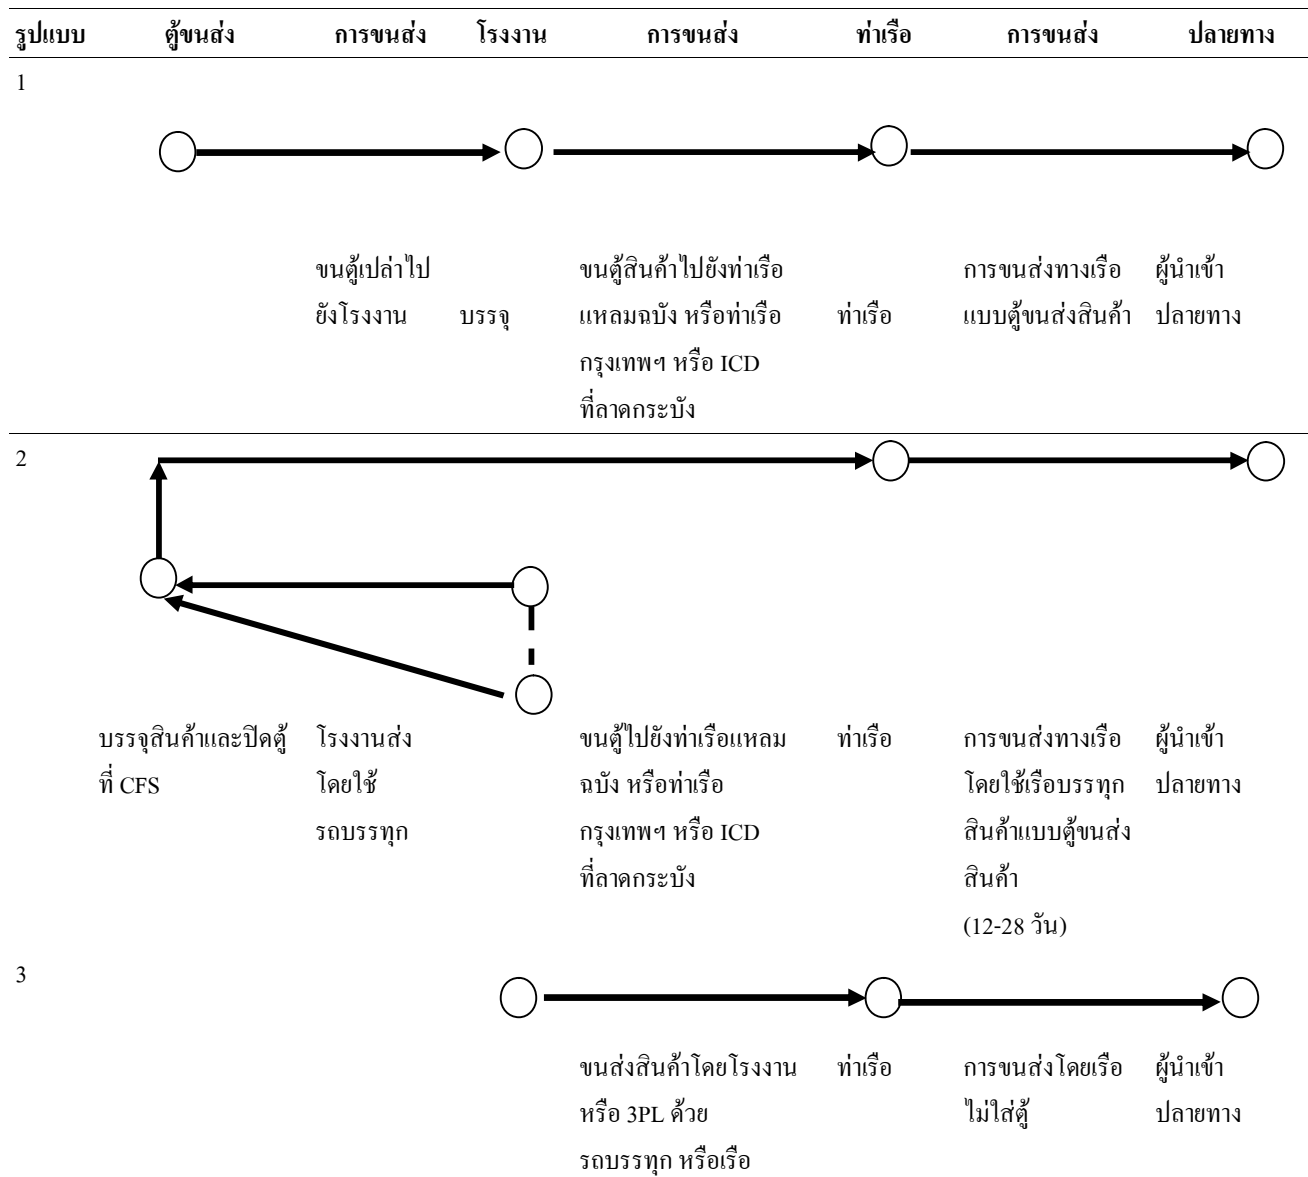 รูปแบบ ตู้ขนส่ง การขนส่ง โรงงาน การขนส่ง ท่าเรือ การขนส่ง ปลายทาง
1
ขนตู้เปล่าไป ขนตู้สินค้าไปยังท่าเรือ การขนส่งทางเรือ ผู้นำเข้า
ยังโรงงาน บรรจุ แหลมฉบัง หรือท่าเรือ ท่าเรือ แบบตู้ขนส่งสินค้า ปลายทาง
กรุงเทพฯ หรือ ICD
ที่ลาดกระบัง
2
บรรจุสินค้าและปิดตู้ โรงงานส่ง ขนตู้ไปยังท่าเรือแหลม ท่าเรือ การขนส่งทางเรือ ผู้นำเข้า
ที่ CFS โดยใช้ ฉบัง หรือท่าเรือ โดยใช้เรือบรรทุก ปลายทาง
รถบรรทุก กรุงเทพฯ หรือ ICD สินค้าแบบตู้ขนส่ง
ที่ลาดกระบัง สินค้า
(12-28 วัน)
3
ขนส่งสินค้าโดยโรงงาน ท่าเรือ การขนส่งโดยเรือ ผู้นำเข้า
หรือ 3PL ด้วย ไม่ใส่ตู้ ปลายทาง
รถบรรทุก หรือเรือ